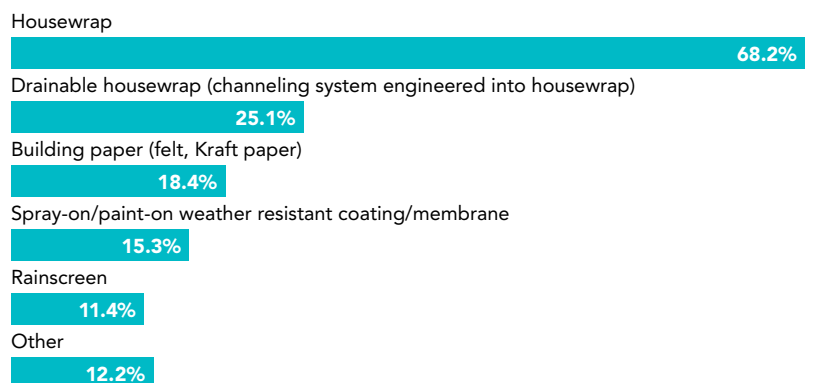 Housewrap
68.2%
Drainable housewrap (channeling system engineered into housewrap)
25.1%
Building paper (felt, Kraft paper)
18.4%
Spray-on/paint-on weather resistant coating/membrane
15.3%
Rainscreen
11.4%
Other
12.2%